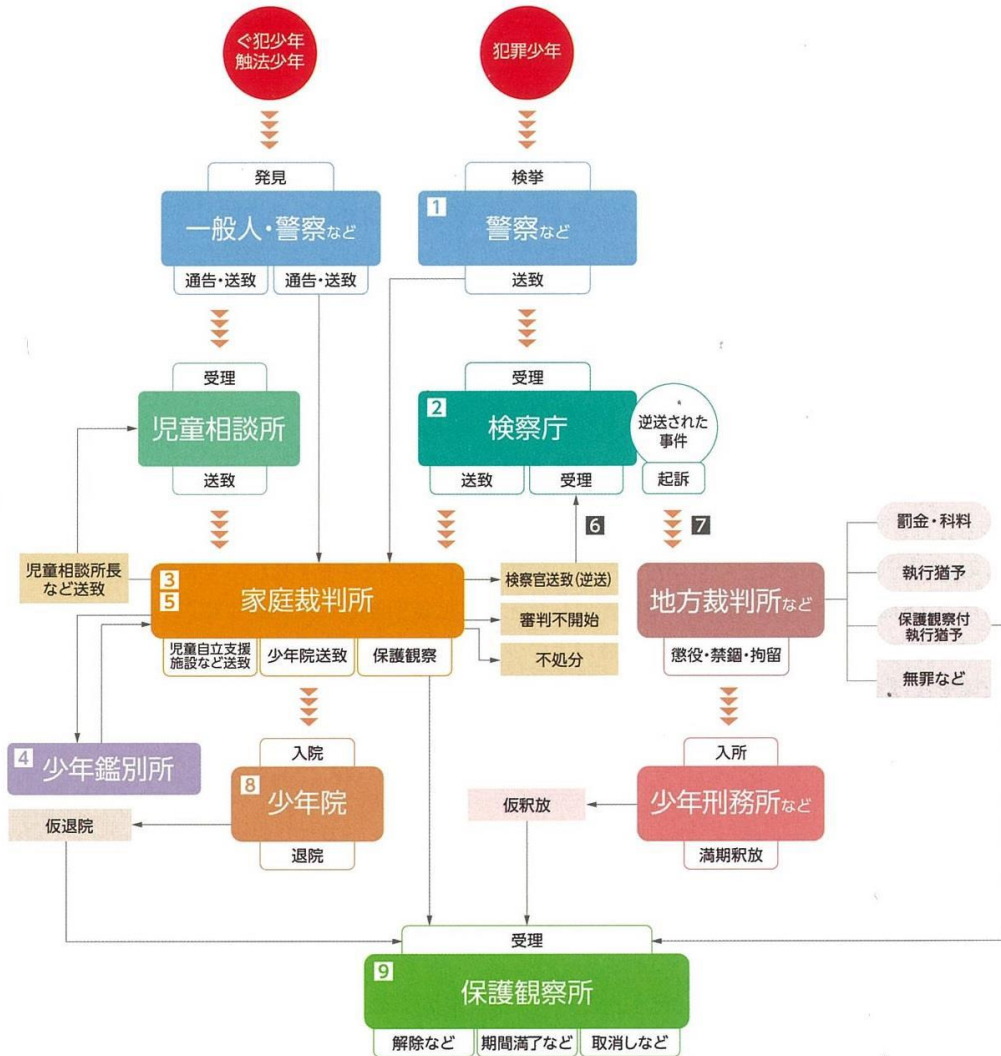 ぐ犯少年
触法少年
犯罪少年
発見
一般人・警察など
通告・送致
通告・送致
検挙
1
警察など
送致
受理
児童相談所
送致
受理
2
検察庁
送致
受理
逆送された
事件
起訴
6
7
児童相談所長
など送致
3
5
家庭裁判所
児童自立支援
施設など送致
少年院送致
保護観察
検察官送致(逆送)
審判不開始
不処分
地方裁判所など
懲役・禁錮・拘留
罰金・科料
執行猶予
保護観察付
執行猶予
無罪など
4
少年鑑別所
入院
8
少年院
退院
仮退院
入所
少年刑務所など
満期釈放
仮釈放
受理
9
保護観察所
解除など
期間満了など
取消しなど